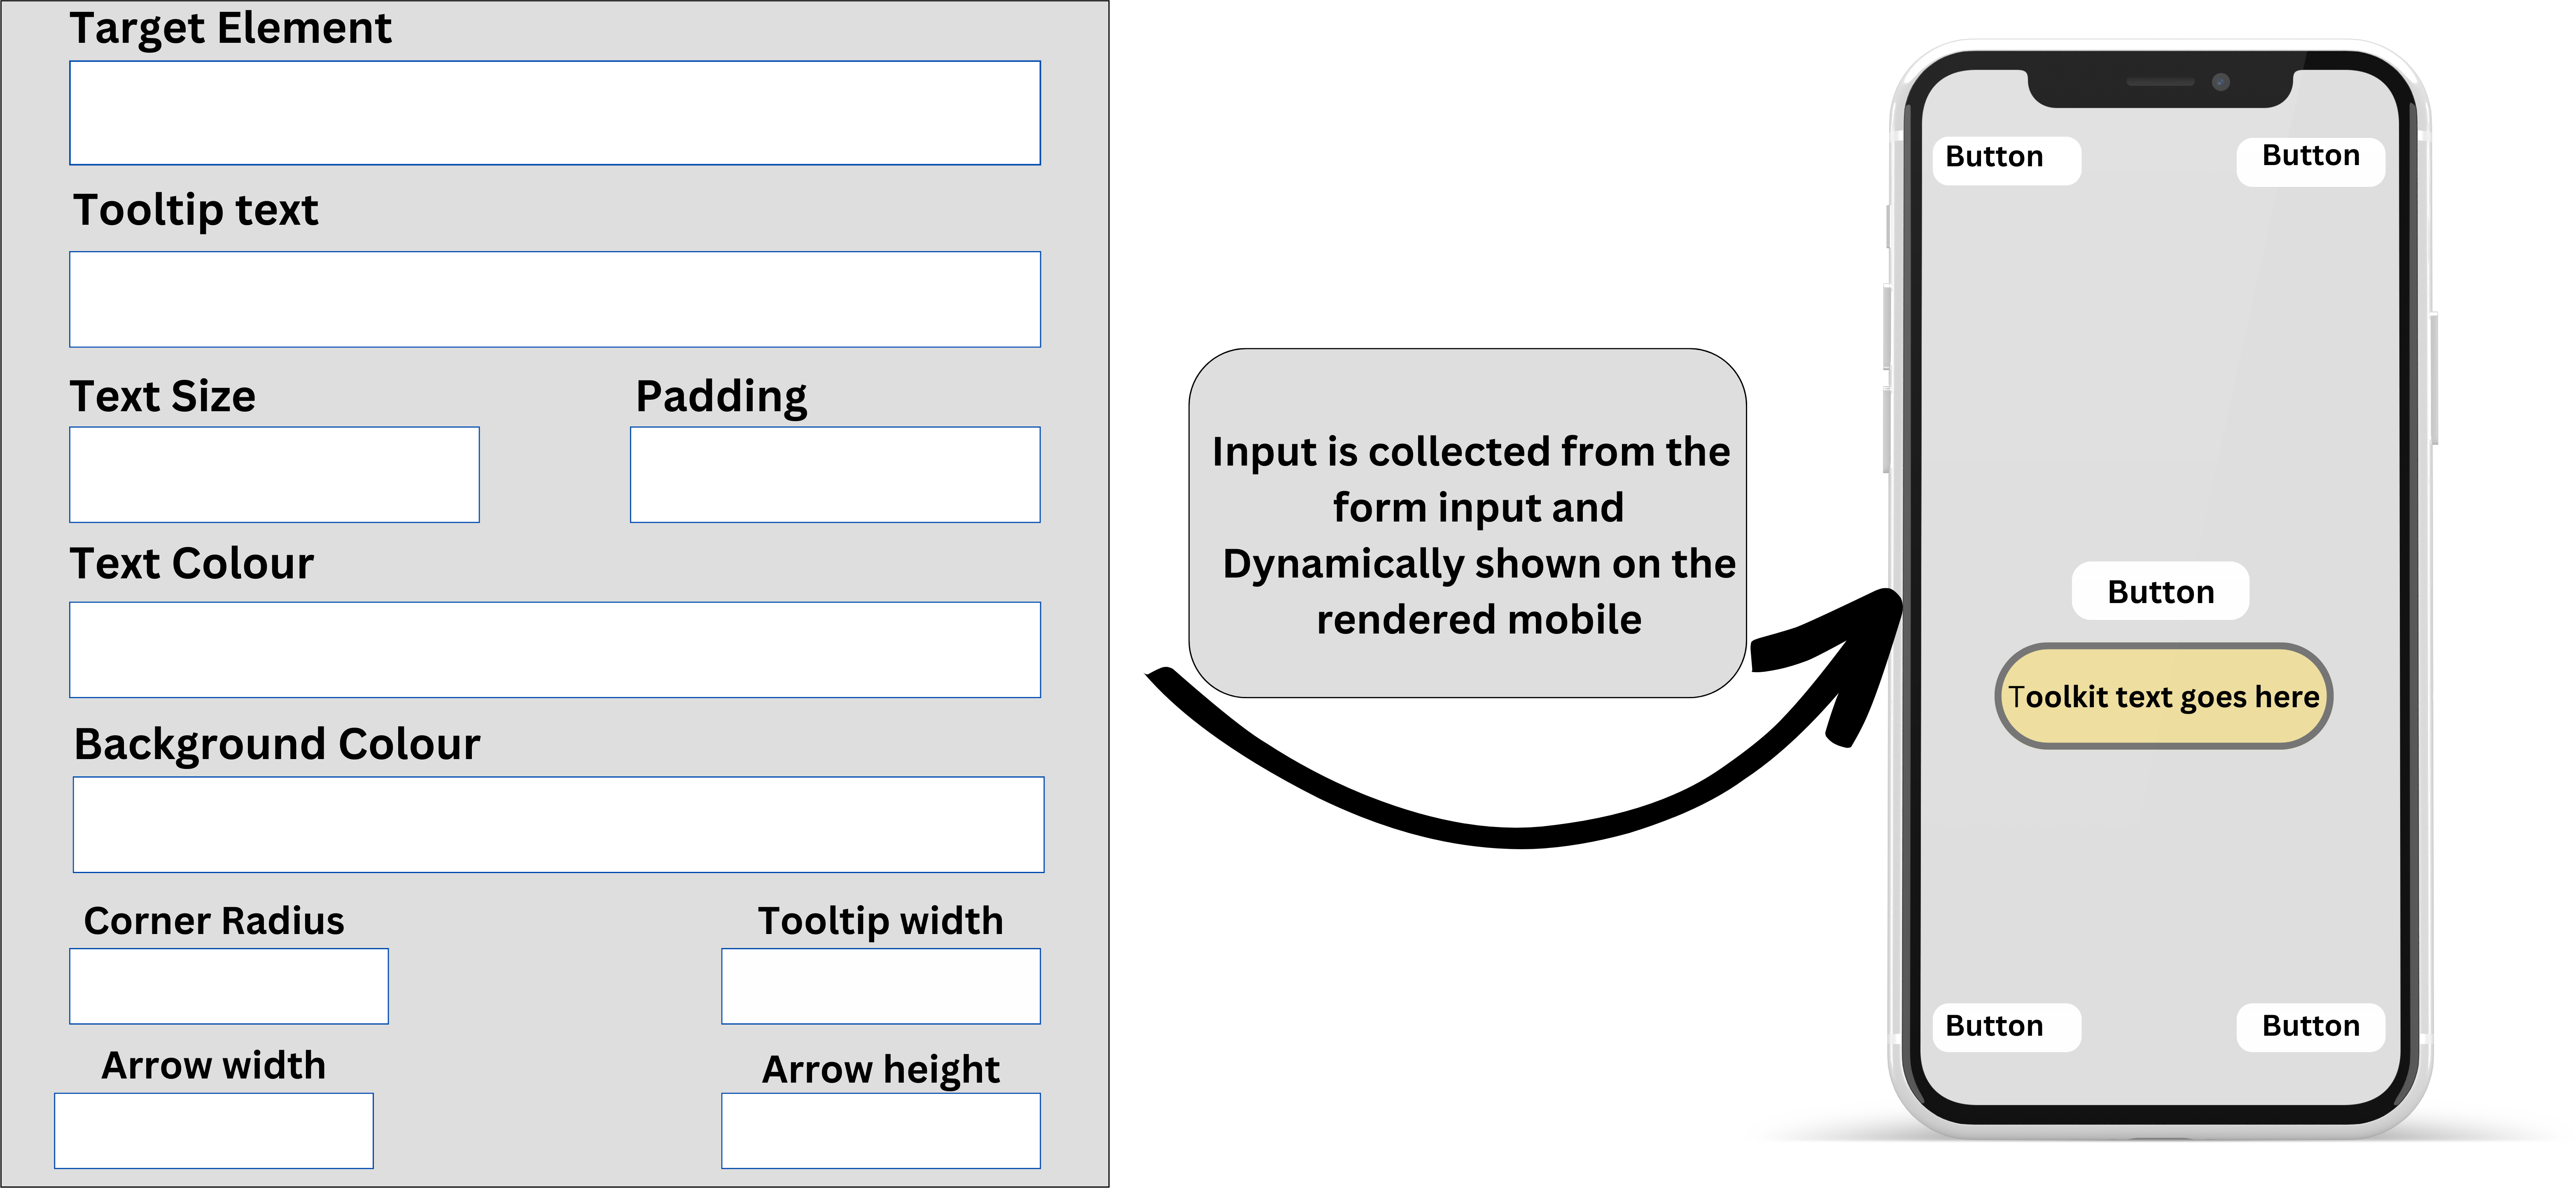 Target Element
Tooltip text
Text Size
Padding
Text Colour
Background Colour
Corner Radius
Tooltip width
Arrow width
Arrow height
Input is collected from the
form input and
Dynamically shown on the
rendered mobile
Button
Button
Button
Toolkit text goes here
Button
Button